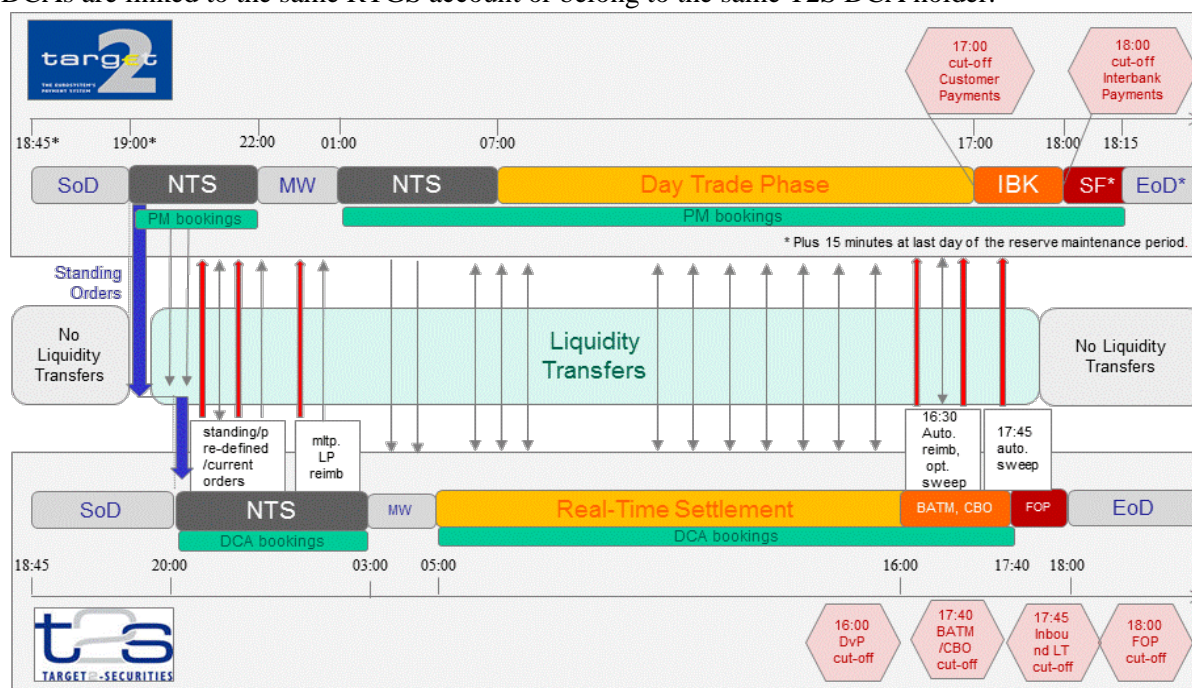 DCAs are linked to the same RTGS account or belong to the same T2S DCA holder.
target
2
THE EUROSYSTEM'S
PAYMENT SYSTEM
17:00
cut-off
Customer
Payments
18:00
cut-off
Interbank
Payments
18:45* 19:00* 22:00 01:00 07:00 17:00 18:00 18:15
SoD NTS MW NTS Day Trade Phase IBK SF* EoD*
PM bookings PM bookings
* Plus 15 minutes at last day of the reserve maintenance period.
Standing
Orders
No
Liquidity
Transfers
Liquidity
Transfers
No Liquidity
Transfers
standing/p
re-defined
/current
orders
mltp.
LP
reimb
16:30
Auto.
reimb,
opt.
sweep
17:45
auto.
sweep
SoD NTS MW Real-Time Settlement BATM, CBO FOP EoD
DCA bookings DCA bookings
18:45 20:00 03:00 05:00 16:00 17:40 18:00
t2s
TARGET2-SECURITIES
16:00
DvP
cut-off
17:40
BATM
/CBO
cut-off
17:45
Inbou
nd LT
cut-off
18:00
FOP
cut-off